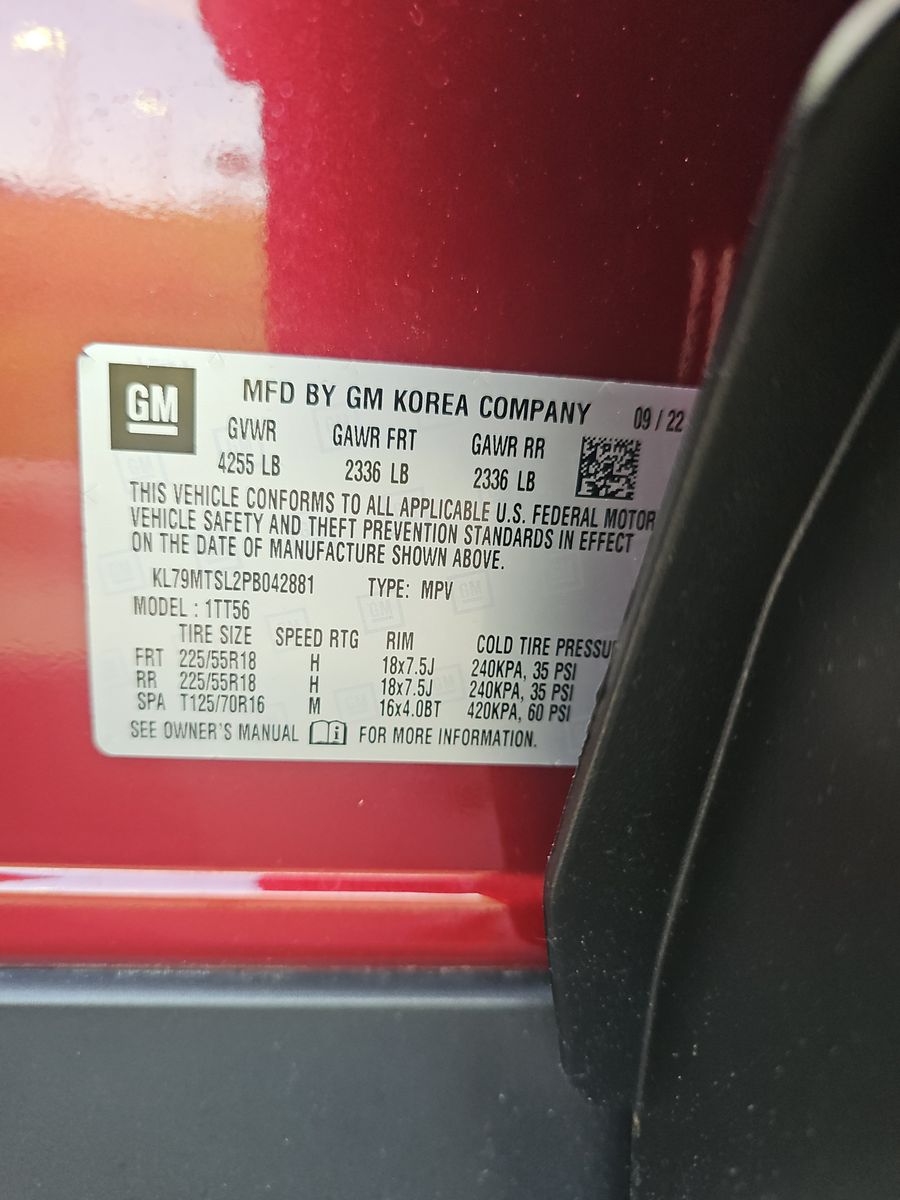 GM
MFD BY GM KOREA COMPANY 09 / 22
GVWR GAWR FRT GAWR RR
4255 LB 2336 LB 2336 LB
THIS VEHICLE CONFORMS TO ALL APPLICABLE U.S. FEDERAL MOTOR
VEHICLE SAFETY AND THEFT PREVENTION STANDARDS IN EFFECT
ON THE DATE OF MANUFACTURE SHOWN ABOVE.
KL79MTSL2PB042881 TYPE: MPV
MODEL : 1TT56
TIRE SIZE SPEED RTG RIM COLD TIRE PRESSU
FRT 225/55R18 H 18x7.5J 240KPA, 35 PSI
RR 225/55R18 H 18x7.5J 240KPA, 35 PSI
SPA T125/70R16 M 16x4.0BT 420KPA, 60 PSI
SEE OWNER'S MANUAL i FOR MORE INFORMATION.